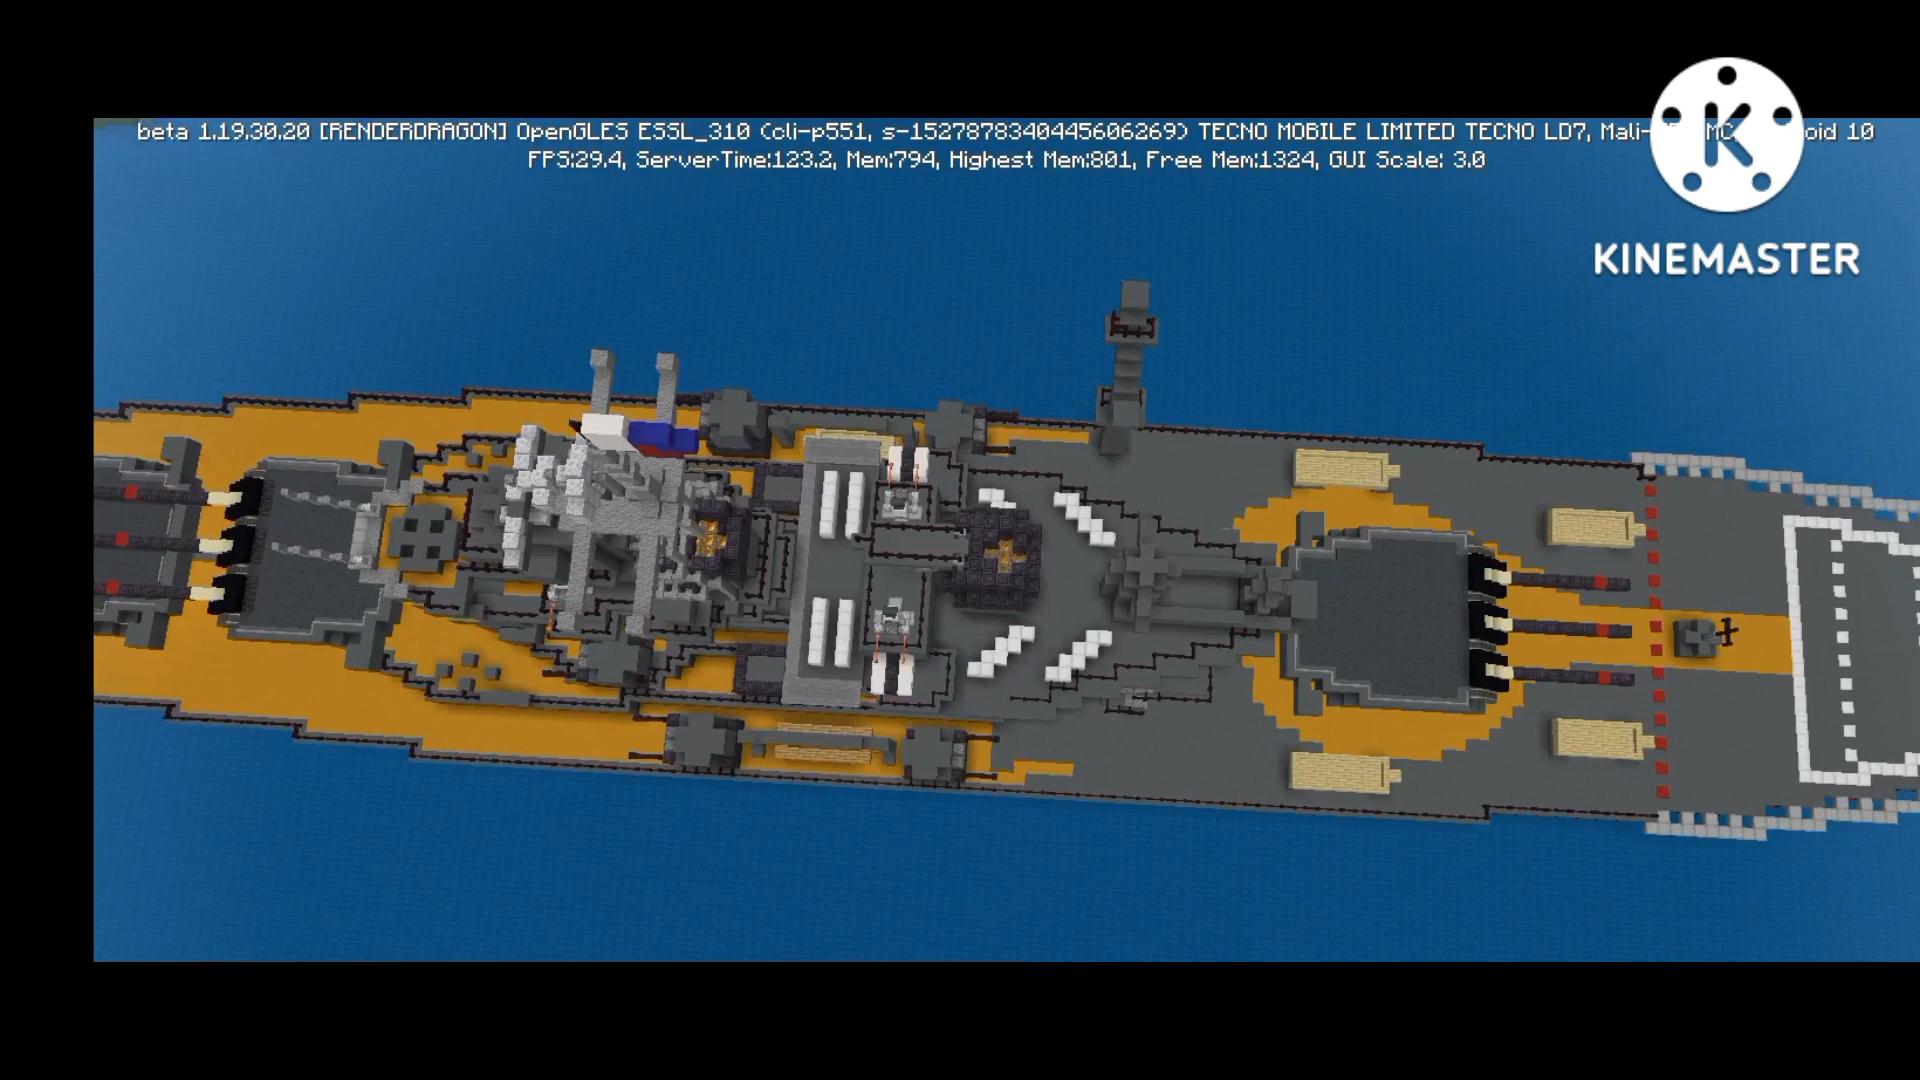 beta 1.19.30.20 [RENDERDRAGON] OpenGLES ESSL_310 (cli-p551, s-1527878340445606269) TECNO MOBILE LIMITED TECNO LD7, Mali- 10
FPS:29.4, ServerTime:123.2, Mem:794, Highest Mem:801, Free Mem:1324, GUI Scale: 3.0
KINEMASTER